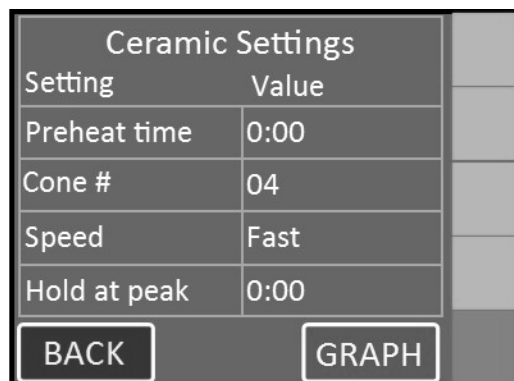 Ceramic Settings
Setting Value
Preheat time 0:00
Cone # 04
Speed Fast
Hold at peak 0:00
BACK GRAPH